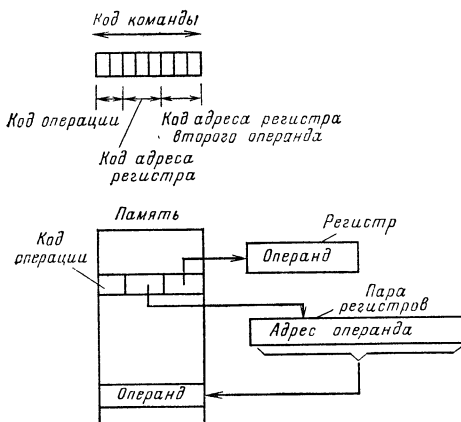 Код команды
Код операции
Код адреса регистра
второго операнда
Код адреса
регистра
Память
Код
операции
Регистр
Операнд
Пара
регистров
Адрес операнда
Операнд